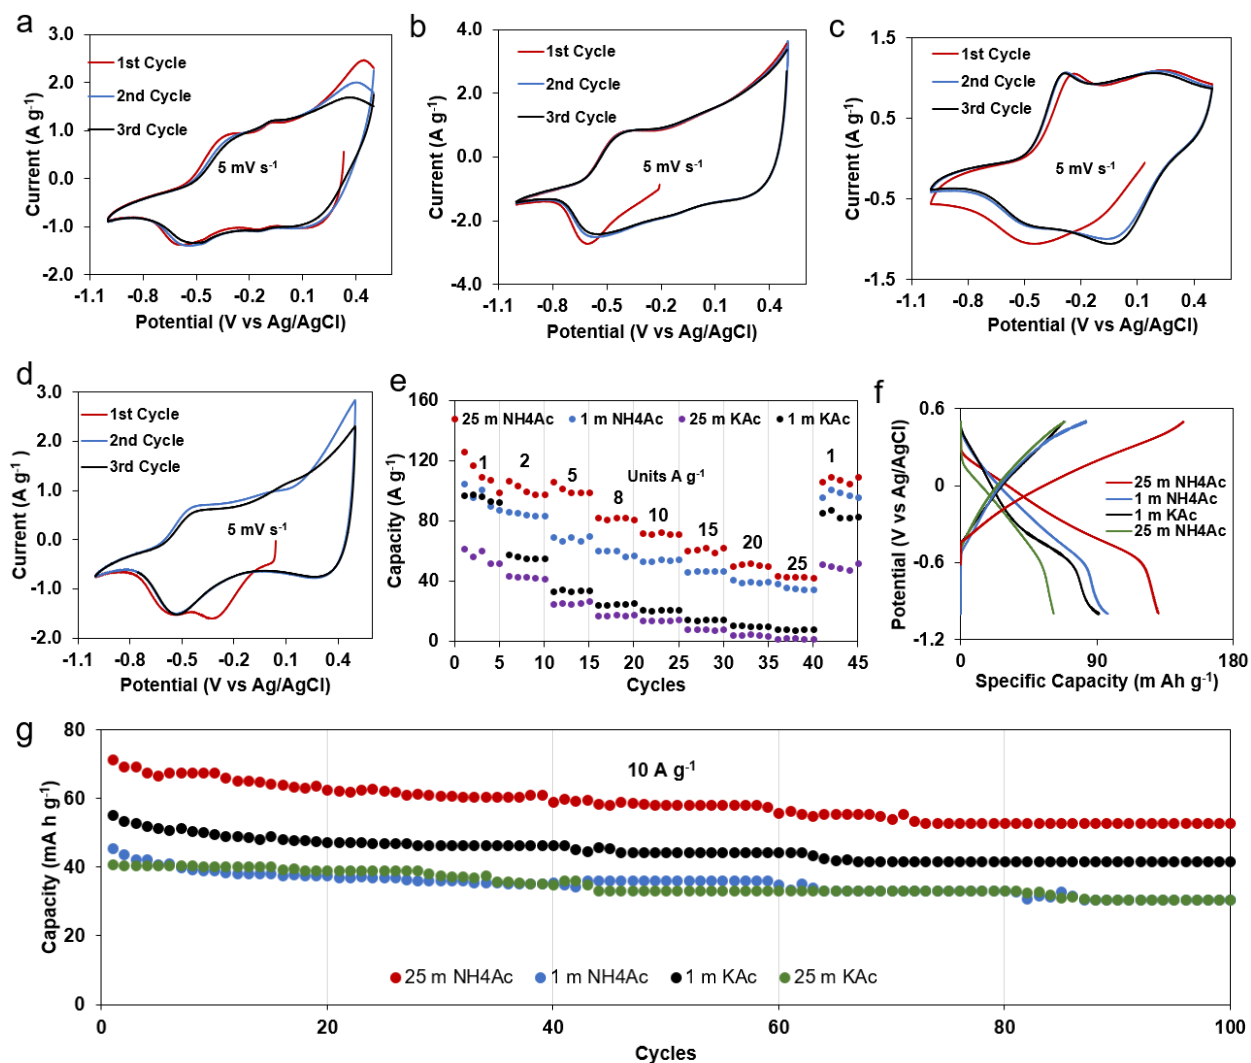 a
3.0
2.0
1.0
0.0
-1.0
-2.0
Current (A g-1)
1st Cycle
2nd Cycle
3rd Cycle
5 mV s-1
-1.1 -0.8 -0.5 -0.2 0.1 0.4
Potential (V vs Ag/AgCl)
b
4.0
2.0
0.0
-2.0
-4.0
Current (A g-1)
1st Cycle
2nd Cycle
3rd Cycle
5 mV s-1
-1.1 -0.8 -0.5 -0.2 0.1 0.4
Potential (V vs Ag/AgCl)
c
1.5
0.5
-0.5
-1.5
Current (A g-1)
1st Cycle
2nd Cycle
3rd Cycle
5 mV s-1
-1.1 -0.8 -0.5 -0.2 0.1 0.4
Potential (V vs Ag/AgCl)
d
3.0
2.0
1.0
0.0
-1.0
-2.0
Current (A g-1)
1st Cycle
2nd Cycle
3rd Cycle
5 mV s-1
-1.1 -0.8 -0.5 -0.2 0.1 0.4
Potential (V vs Ag/AgCl)
e
160
120
80
40
0
Capacity (A g-1)
25 m NH4Ac 1 m NH4Ac 25 m KAc 1 m KAc
Units A g-1
1 2 5 8 10 15 20 25 1
0 5 10 15 20 25 30 35 40 45
Cycles
f
0.6
0
-0.6
-1.2
Potential (V vs Ag/AgCl)
25 m NH4Ac
1 m NH4Ac
1 m KAc
25 m NH4Ac
0 90 180
Specific Capacity (m Ah g-1)
g
80
60
40
20
0
Capacity (mA h g-1)
10 A g-1
25 m NH4Ac 1 m NH4Ac 1 m KAc 25 m KAc
0 20 40 60 80 100
Cycles